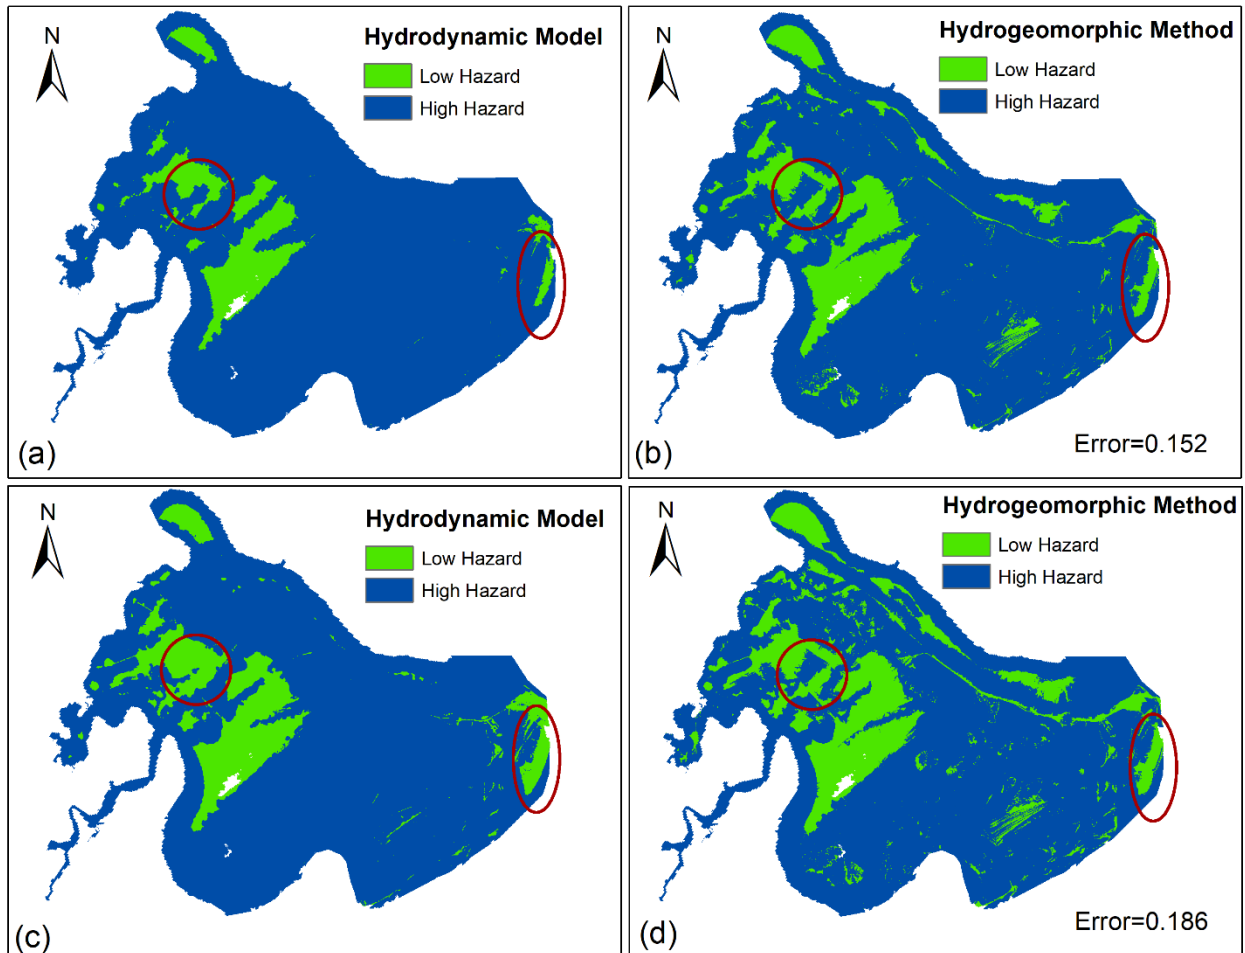 N
Hydrodynamic Model
Low Hazard
High Hazard
(a)
N
Hydrogeomorphic Method
Low Hazard
High Hazard
Error=0.152
(b)
N
Hydrodynamic Model
Low Hazard
High Hazard
(c)
N
Hydrogeomorphic Method
Low Hazard
High Hazard
Error=0.186
(d)